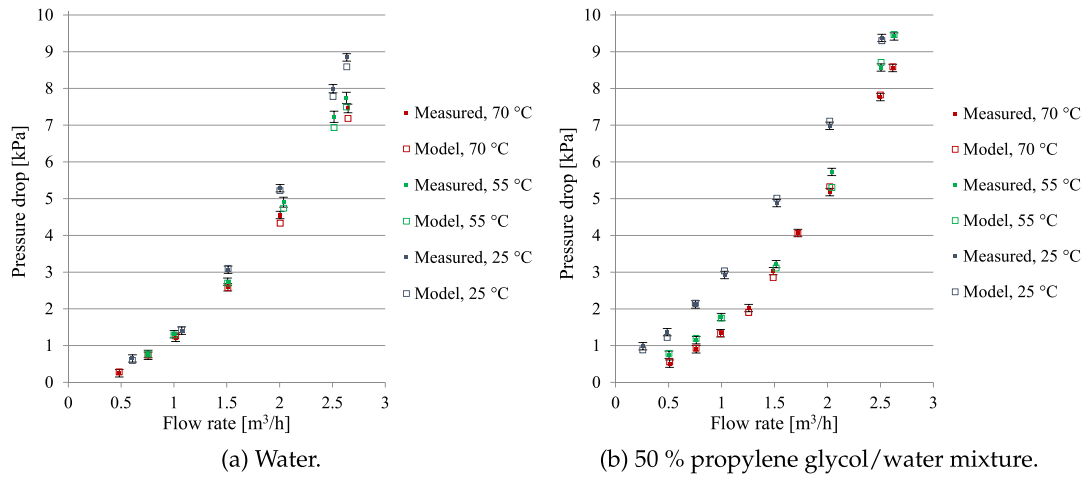 10
9
8
7
6
5
4
3
2
1
0
Pressure drop [kPa]
0 0.5 1 1.5 2 2.5 3
Flow rate [m³/h]
Measured, 70 °C
Model, 70 °C
Measured, 55 °C
Model, 55 °C
Measured, 25 °C
Model, 25 °C
(a) Water.
10
9
8
7
6
5
4
3
2
1
0
Pressure drop [kPa]
0 0.5 1 1.5 2 2.5 3
Flow rate [m³/h]
Measured, 70 °C
Model, 70 °C
Measured, 55 °C
Model, 55 °C
Measured, 25 °C
Model, 25 °C
(b) 50 % propylene glycol/water mixture.